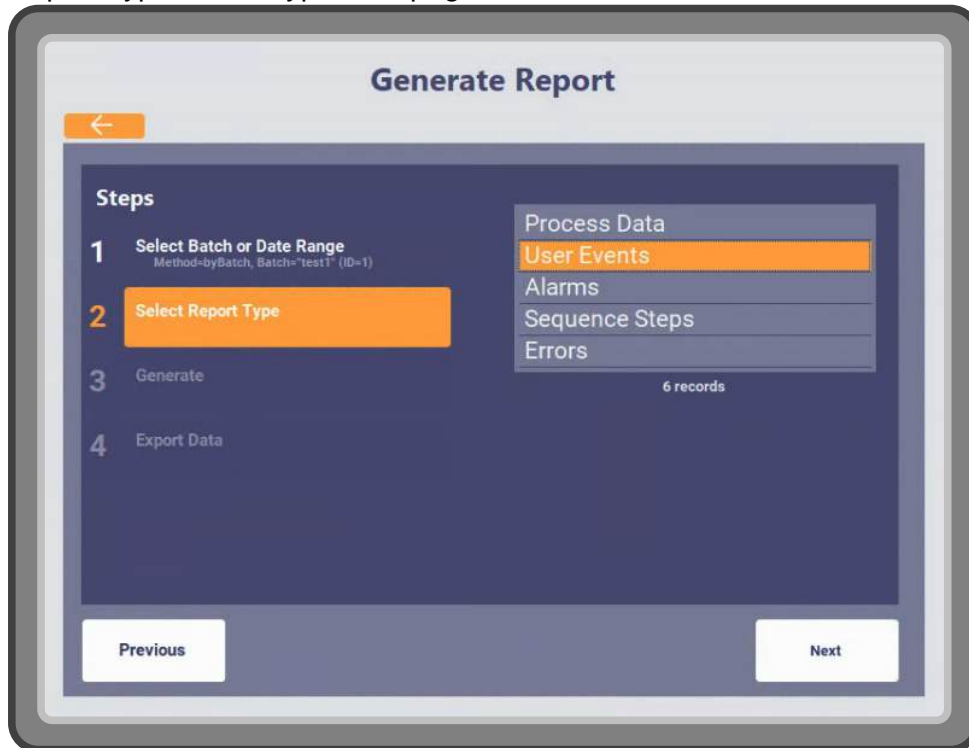 Generate Report
Steps
1 Select Batch or Date Range
Method=byBatch, Batch="test1" (ID=1)
2 Select Report Type
3 Generate
4 Export Data
Process Data
User Events
Alarms
Sequence Steps
Errors
6 records
Previous
Next